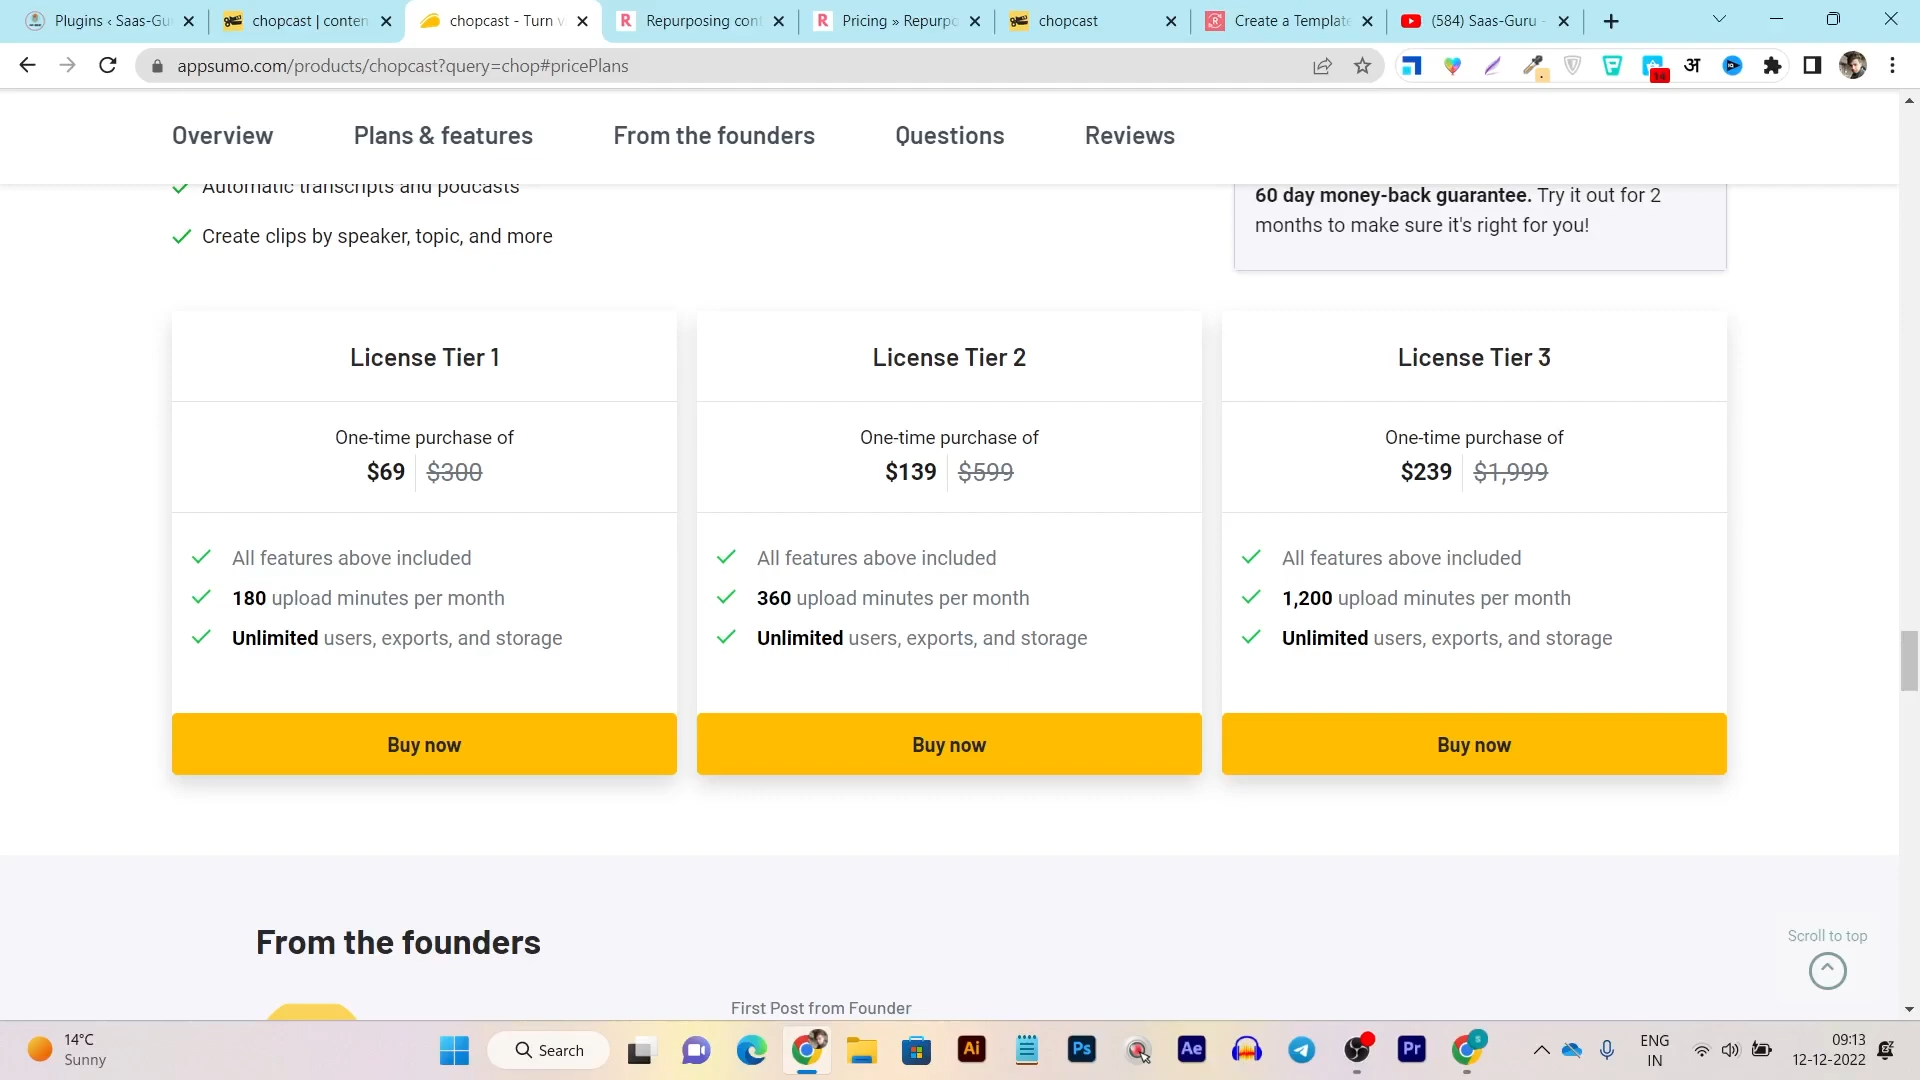 Plugins ‹ Saas-Gu
chopcast | conten
chopcast - Turn v
Repurposing con
Pricing » Repurpo
chopcast
Create a Template
(584) Saas-Guru -
appsumo.com/products/chopcast?query=chop#pricePlans
14
अ
Overview
Plans & features
From the founders
Questions
Reviews
Automatic transcripts and podcasts
Create clips by speaker, topic, and more
60 day money-back guarantee. Try it out for 2
months to make sure it's right for you!
License Tier 1
One-time purchase of
$69 $300
All features above included
180 upload minutes per month
Unlimited users, exports, and storage
Buy now
License Tier 2
One-time purchase of
$139 $599
All features above included
360 upload minutes per month
Unlimited users, exports, and storage
Buy now
License Tier 3
One-time purchase of
$239 $1,999
All features above included
1,200 upload minutes per month
Unlimited users, exports, and storage
Buy now
From the founders
First Post from Founder
Scroll to top
14°C
Sunny
Search
Ai
Ps
Ae
Pr
ENG
IN
09:13
12-12-2022